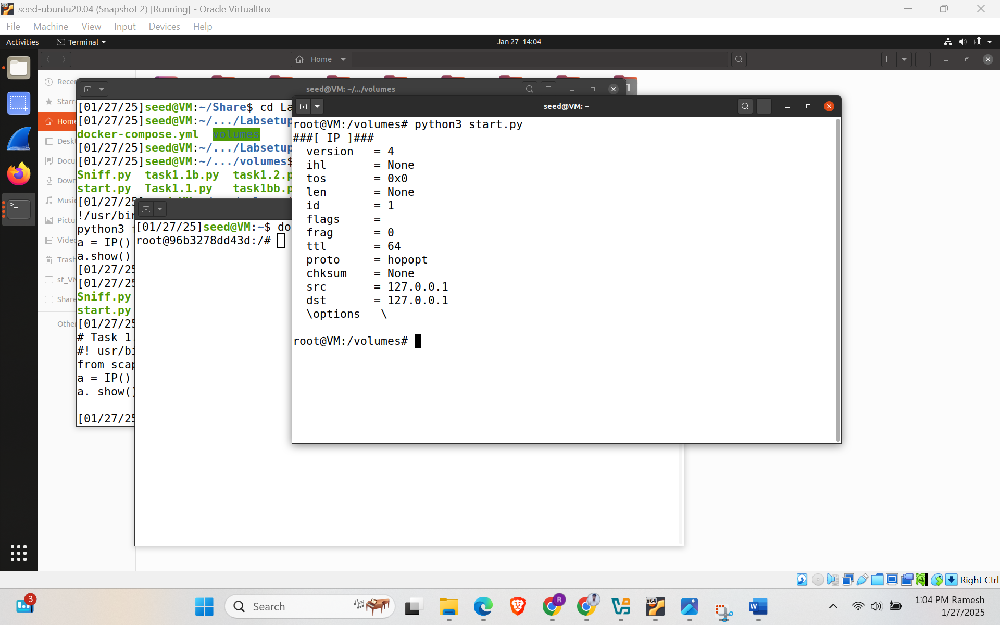 seed-ubuntu20.04 (Snapshot 2) [Running] - Oracle VirtualBox
File Machine View Input Devices Help
Activities Terminal Jan 27 14:04
Home
seed@VM: ~/.../volumes
[01/27/25]seed@VM:~/Share$ cd La
[01/27/25]seed@VM:~/.../Labsetup
docker-compose.yml volumes
[01/27/25]seed@VM:~/.../Labsetup
[01/27/25]seed@VM:~/.../volumes$
Sniff.py task1.1b.py task1.2.p
start.py Task1.1.py task1bb.p
[01/27/25
!/usr/bin
python3 f
a = IP()
a.show()
[01/27/25
[01/27/25
Sniff.py
start.py
[01/27/25
# Task 1.
#! usr/bi
from scap
a = IP()
a. show()
[01/27/25
[01/27/25]seed@VM:~$ do
root@96b3278dd43d:/#
seed@VM: ~
root@VM:/volumes# python3 start.py
###[ IP ]###
version = 4
ihl = None
tos = 0x0
len = None
id = 1
flags =
frag = 0
ttl = 64
proto = hopopt
chksum = None
src = 127.0.0.1
dst = 127.0.0.1
\options \
root@VM:/volumes#
Recen
Starr
Home
Deskt
Docu
Down
Music
Pictu
Video
Trash
sf_VM
Share
Other
Right Ctrl
3
Search
R
x64
W
1:04 PM Ramesh
1/27/2025